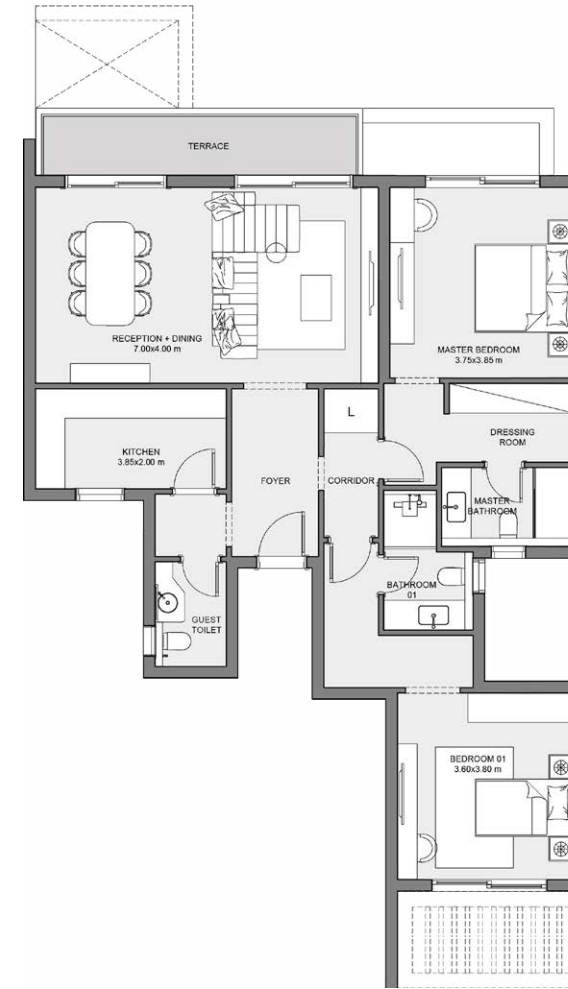 TERRACE
RECEPTION + DINING
7.00x4.00 m
MASTER BEDROOM
3.75x3.85 m
L
DRESSING
ROOM
KITCHEN
3.85x2.00 m
FOYER
CORRIDOR
MASTER
BATHROOM
BATHROOM
01
GUEST
TOILET
BEDROOM 01
3.60x3.80 m